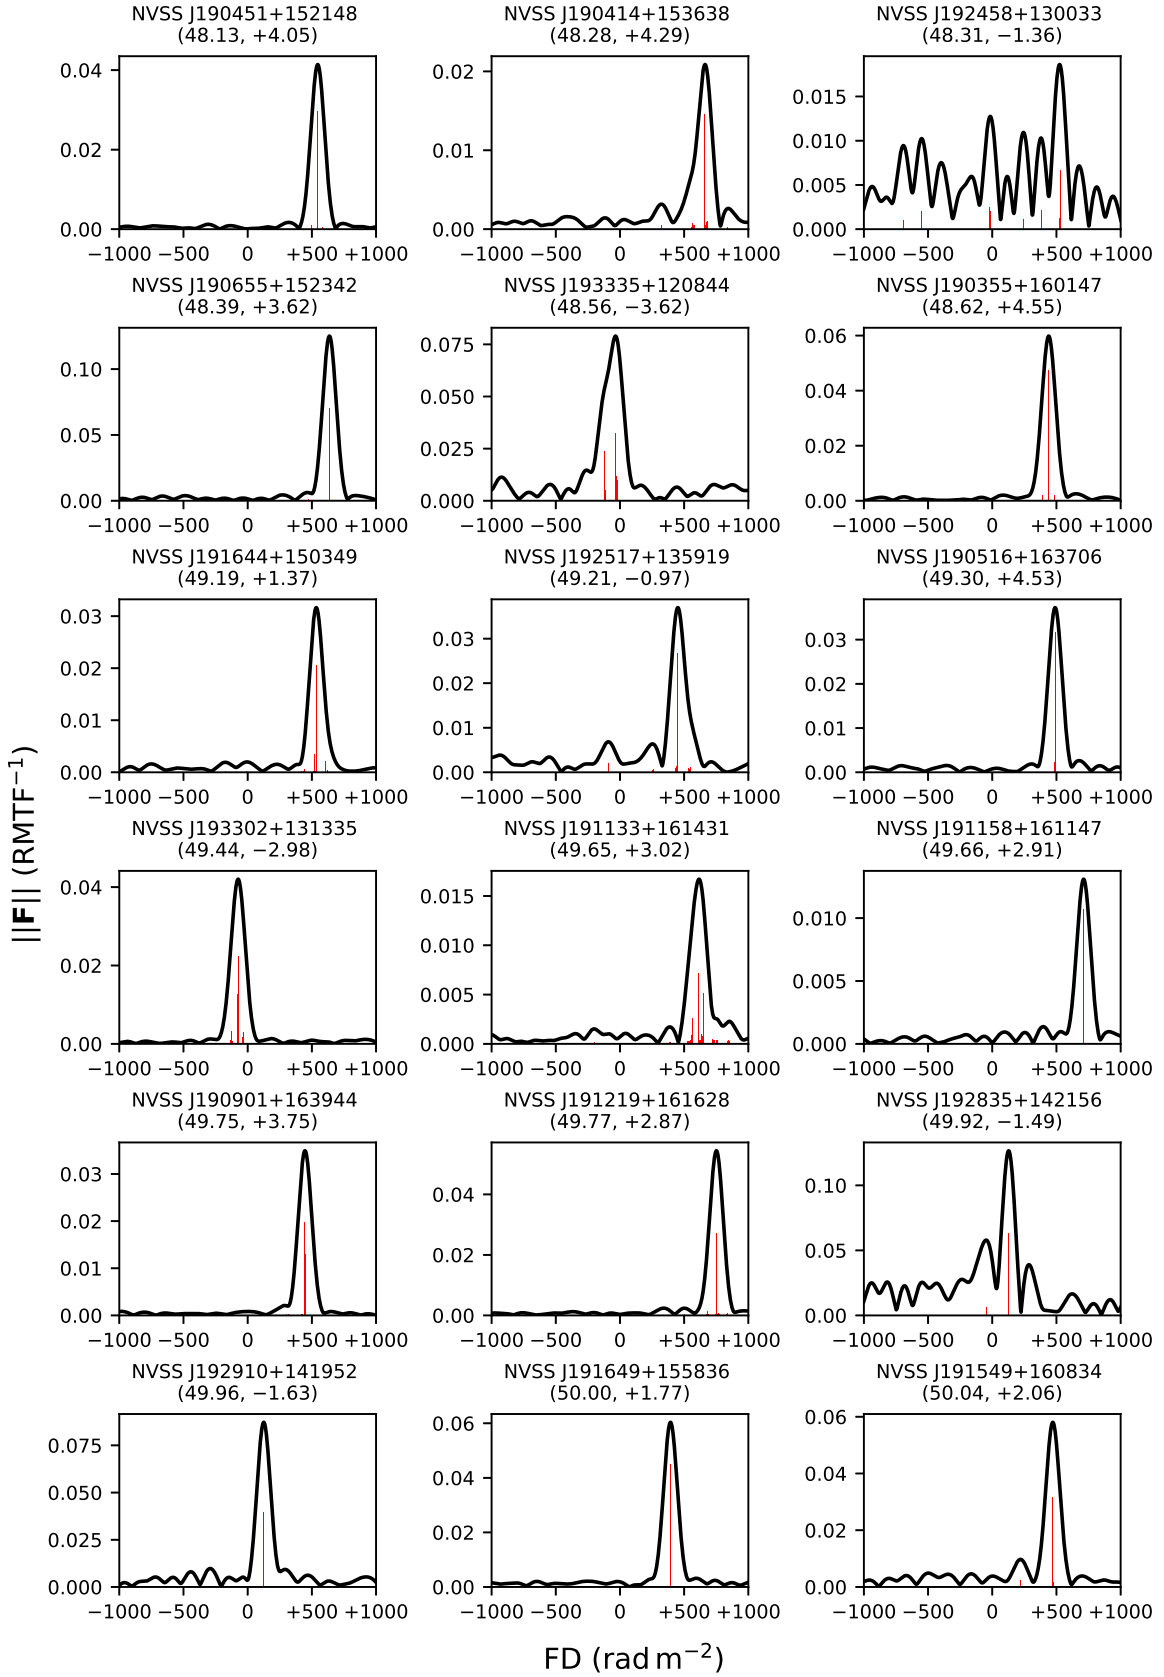 NVSS J190451+152148
(48.13, +4.05)
NVSS J190414+153638
(48.28, +4.29)
NVSS J192458+130033
(48.31, −1.36)
0.04
0.02
0.00
−1000 −500 0 +500 +1000
0.02
0.01
0.00
−1000 −500 0 +500 +1000
0.015
0.010
0.005
0.000
−1000 −500 0 +500 +1000
NVSS J190655+152342
(48.39, +3.62)
NVSS J193335+120844
(48.56, −3.62)
NVSS J190355+160147
(48.62, +4.55)
0.10
0.05
0.00
−1000 −500 0 +500 +1000
0.075
0.050
0.025
0.000
−1000 −500 0 +500 +1000
0.06
0.04
0.02
0.00
−1000 −500 0 +500 +1000
NVSS J191644+150349
(49.19, +1.37)
NVSS J192517+135919
(49.21, −0.97)
NVSS J190516+163706
(49.30, +4.53)
0.03
0.02
0.01
0.00
−1000 −500 0 +500 +1000
0.03
0.02
0.01
0.00
−1000 −500 0 +500 +1000
0.03
0.02
0.01
0.00
−1000 −500 0 +500 +1000
||F|| (RMTF⁻¹)
NVSS J193302+131335
(49.44, −2.98)
NVSS J191133+161431
(49.65, +3.02)
NVSS J191158+161147
(49.66, +2.91)
0.04
0.02
0.00
−1000 −500 0 +500 +1000
0.015
0.010
0.005
0.000
−1000 −500 0 +500 +1000
0.010
0.005
0.000
−1000 −500 0 +500 +1000
NVSS J190901+163944
(49.75, +3.75)
NVSS J191219+161628
(49.77, +2.87)
NVSS J192835+142156
(49.92, −1.49)
0.03
0.02
0.01
0.00
−1000 −500 0 +500 +1000
0.04
0.02
0.00
−1000 −500 0 +500 +1000
0.10
0.05
0.00
−1000 −500 0 +500 +1000
NVSS J192910+141952
(49.96, −1.63)
NVSS J191649+155836
(50.00, +1.77)
NVSS J191549+160834
(50.04, +2.06)
0.075
0.050
0.025
0.000
−1000 −500 0 +500 +1000
0.06
0.04
0.02
0.00
−1000 −500 0 +500 +1000
0.06
0.04
0.02
0.00
−1000 −500 0 +500 +1000
FD (rad m⁻²)